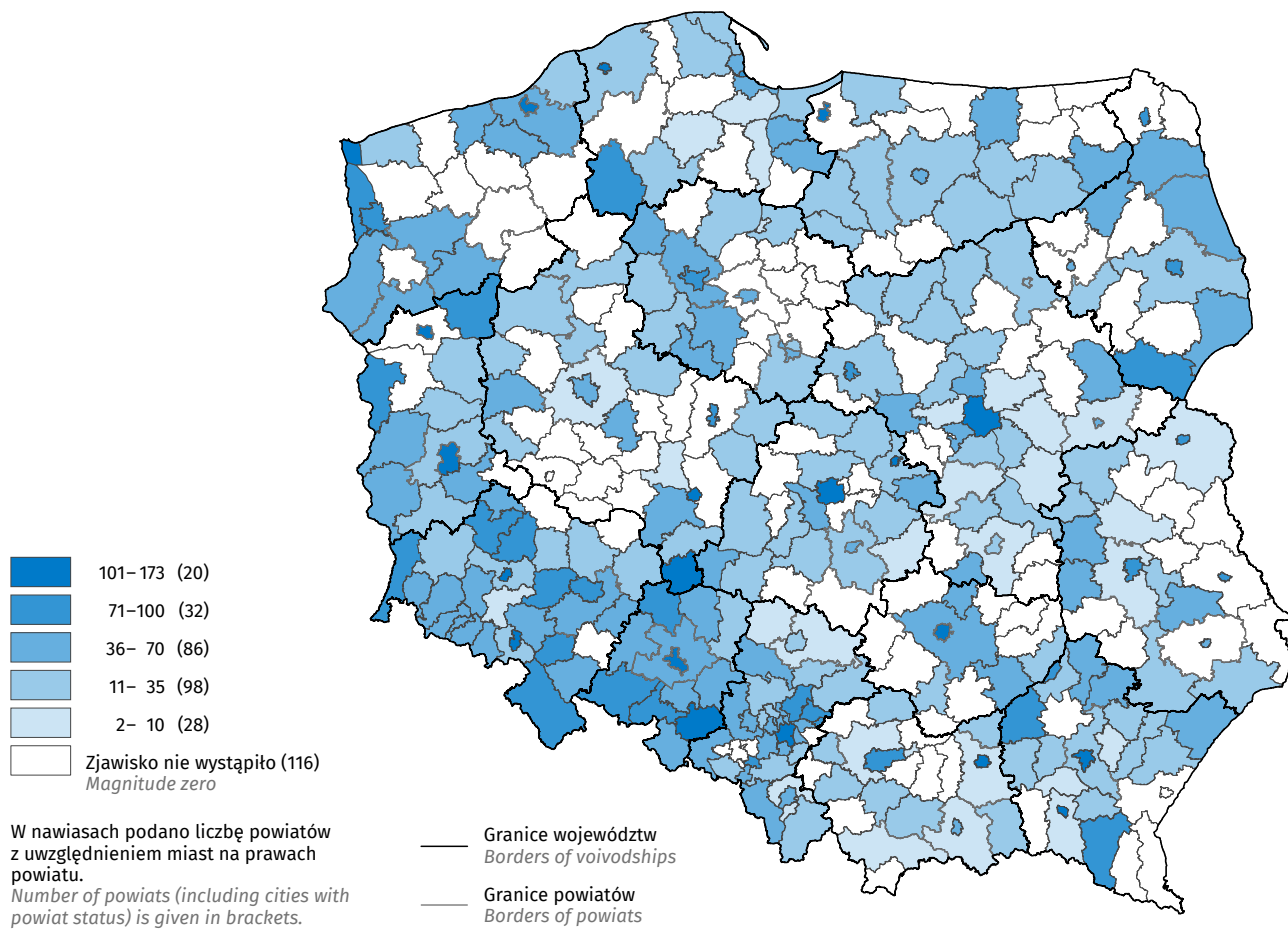 101–173 (20)
71–100 (32)
36– 70 (86)
11– 35 (98)
2– 10 (28)
Zjawisko nie wystąpiło (116)
Magnitude zero
W nawiasach podano liczbę powiatów
z uwzględnieniem miast na prawach
powiatu.
Number of powiats (including cities with
powiat status) is given in brackets.
Granice województw
Borders of voivodships
Granice powiatów
Borders of powiats